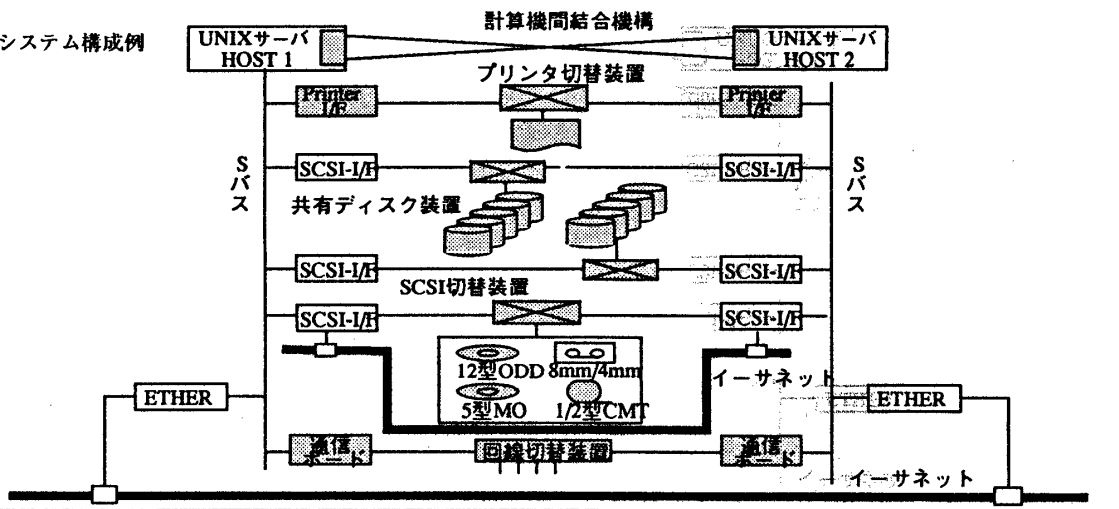 システム構成例
計算機間結合機構
UNIXサーバ
HOST 1
UNIXサーバ
HOST 2
プリンタ切替装置
Printer
I/F
Printer
I/F
Sバス
SCSI-I/F
SCSI-I/F
Sバス
共有ディスク装置
SCSI-I/F
SCSI-I/F
SCSI切替装置
SCSI-I/F
SCSI-I/F
12型ODD
8mm/4mm
5型MO
1/2型CMT
イーサネット
ETHER
ETHER
通信
ボード
回線切替装置
通信
ボード
イーサネット